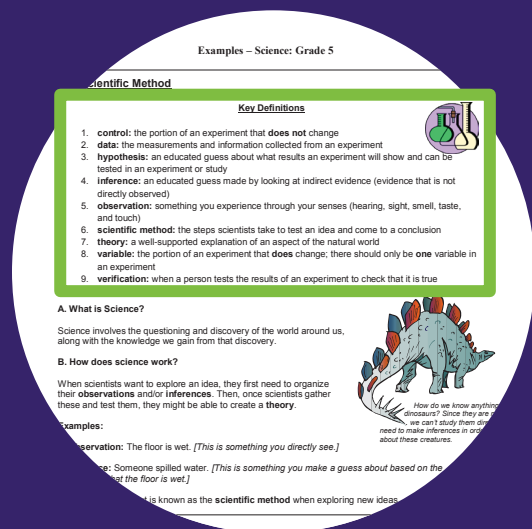 Examples – Science: Grade 5
Scientific Method
Key Definitions
1. control: the portion of an experiment that does not change
2. data: the measurements and information collected from an experiment
3. hypothesis: an educated guess about what results an experiment will show and can be
tested in an experiment or study
4. inference: an educated guess made by looking at indirect evidence (evidence that is not
directly observed)
5. observation: something you experience through your senses (hearing, sight, smell, taste,
and touch)
6. scientific method: the steps scientists take to test an idea and come to a conclusion
7. theory: a well-supported explanation of an aspect of the natural world
8. variable: the portion of an experiment that does change; there should only be one variable in
an experiment
9. verification: when a person tests the results of an experiment to check that it is true
A. What is Science?
Science involves the questioning and discovery of the world around us,
along with the knowledge we gain from that discovery.
B. How does science work?
When scientists want to explore an idea, they first need to organize
their observations and/or inferences. Then, once scientists gather
these and test them, they might be able to create a theory.
How do we know anything
dinosaurs? Since they are
we can't study them
need to make inferences in
about these creatures.
Examples:
Observation: The floor is wet. [This is something you directly see.]
Someone spilled water. [This is something you make a guess about based on the
that the floor is wet.]
is known as the scientific method when exploring new ideas